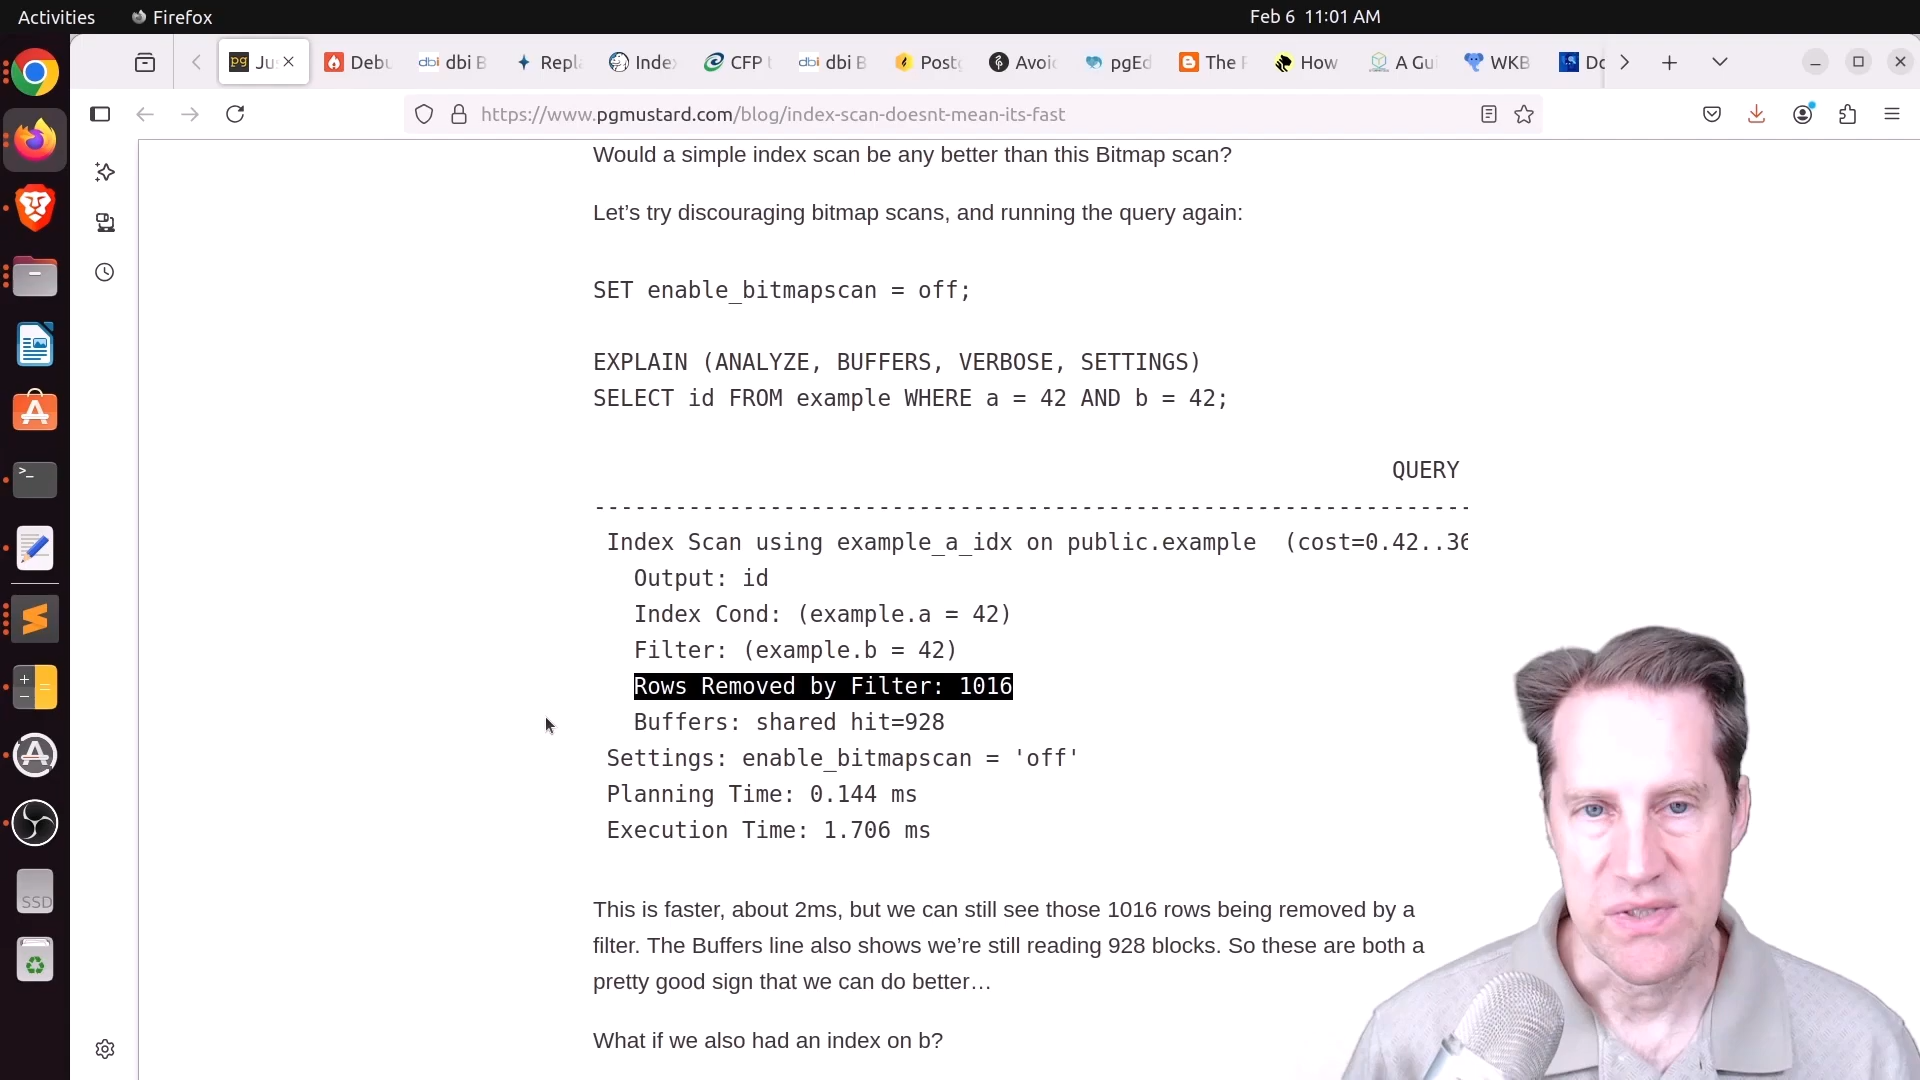 Activities
Firefox
Feb 6 11:01 AM
Ju
Debu
dbi B
Repla
Index
CFP
dbi B
Postg
Avoi
pgEd
The
How
A Gui
WKB
Do
https://www.pgmustard.com/blog/index-scan-doesnt-mean-its-fast
Would a simple index scan be any better than this Bitmap scan?
Let’s try discouraging bitmap scans, and running the query again:
SET enable_bitmapscan = off;
EXPLAIN (ANALYZE, BUFFERS, VERBOSE, SETTINGS)
SELECT id FROM example WHERE a = 42 AND b = 42;
QUERY
-----------------------------------------------------------------
Index Scan using example_a_idx on public.example (cost=0.42..36
Output: id
Index Cond: (example.a = 42)
Filter: (example.b = 42)
Rows Removed by Filter: 1016
Buffers: shared hit=928
Settings: enable_bitmapscan = 'off'
Planning Time: 0.144 ms
Execution Time: 1.706 ms
This is faster, about 2ms, but we can still see those 1016 rows being removed by a
filter. The Buffers line also shows we’re still reading 928 blocks. So these are both a
pretty good sign that we can do better…
What if we also had an index on b?
SSD